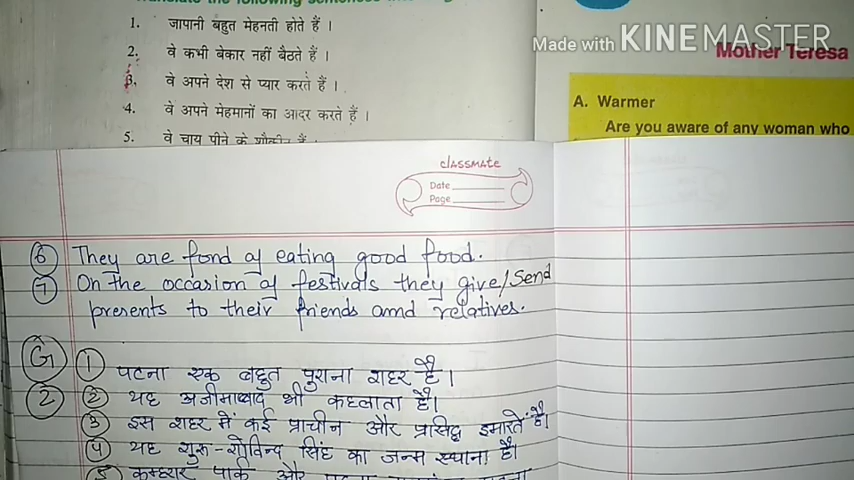 1. जापानी बहुत मेहनती होते हैं ।
2. वे कभी बेकार नहीं बैठते हैं ।
3. वे अपने देश से प्यार करते हैं ।
4. वे अपने मेहमानों का आदर करते हैं ।
5. वे चाय पीने के शौकीन हैं
Made with KINEMASTER
Mother Teresa
A. Warmer
Are you aware of any woman who
classmate
Date
Page
6 They are fond of eating good food.
7 On the occasion of festivals they give/Send
presents to their friends and relatives.
G 1 पटना एक बहुत पुराना शहर है।
2 2 यह अजीमाबाद भी कहलाता है।
3 इस शहर में कई प्राचीन और प्रसिद्ध इमारतें है।
4 यह गुरू-गोविन्द सिंह का जन्म स्थान है।
5 कुम्हरार पार्क और